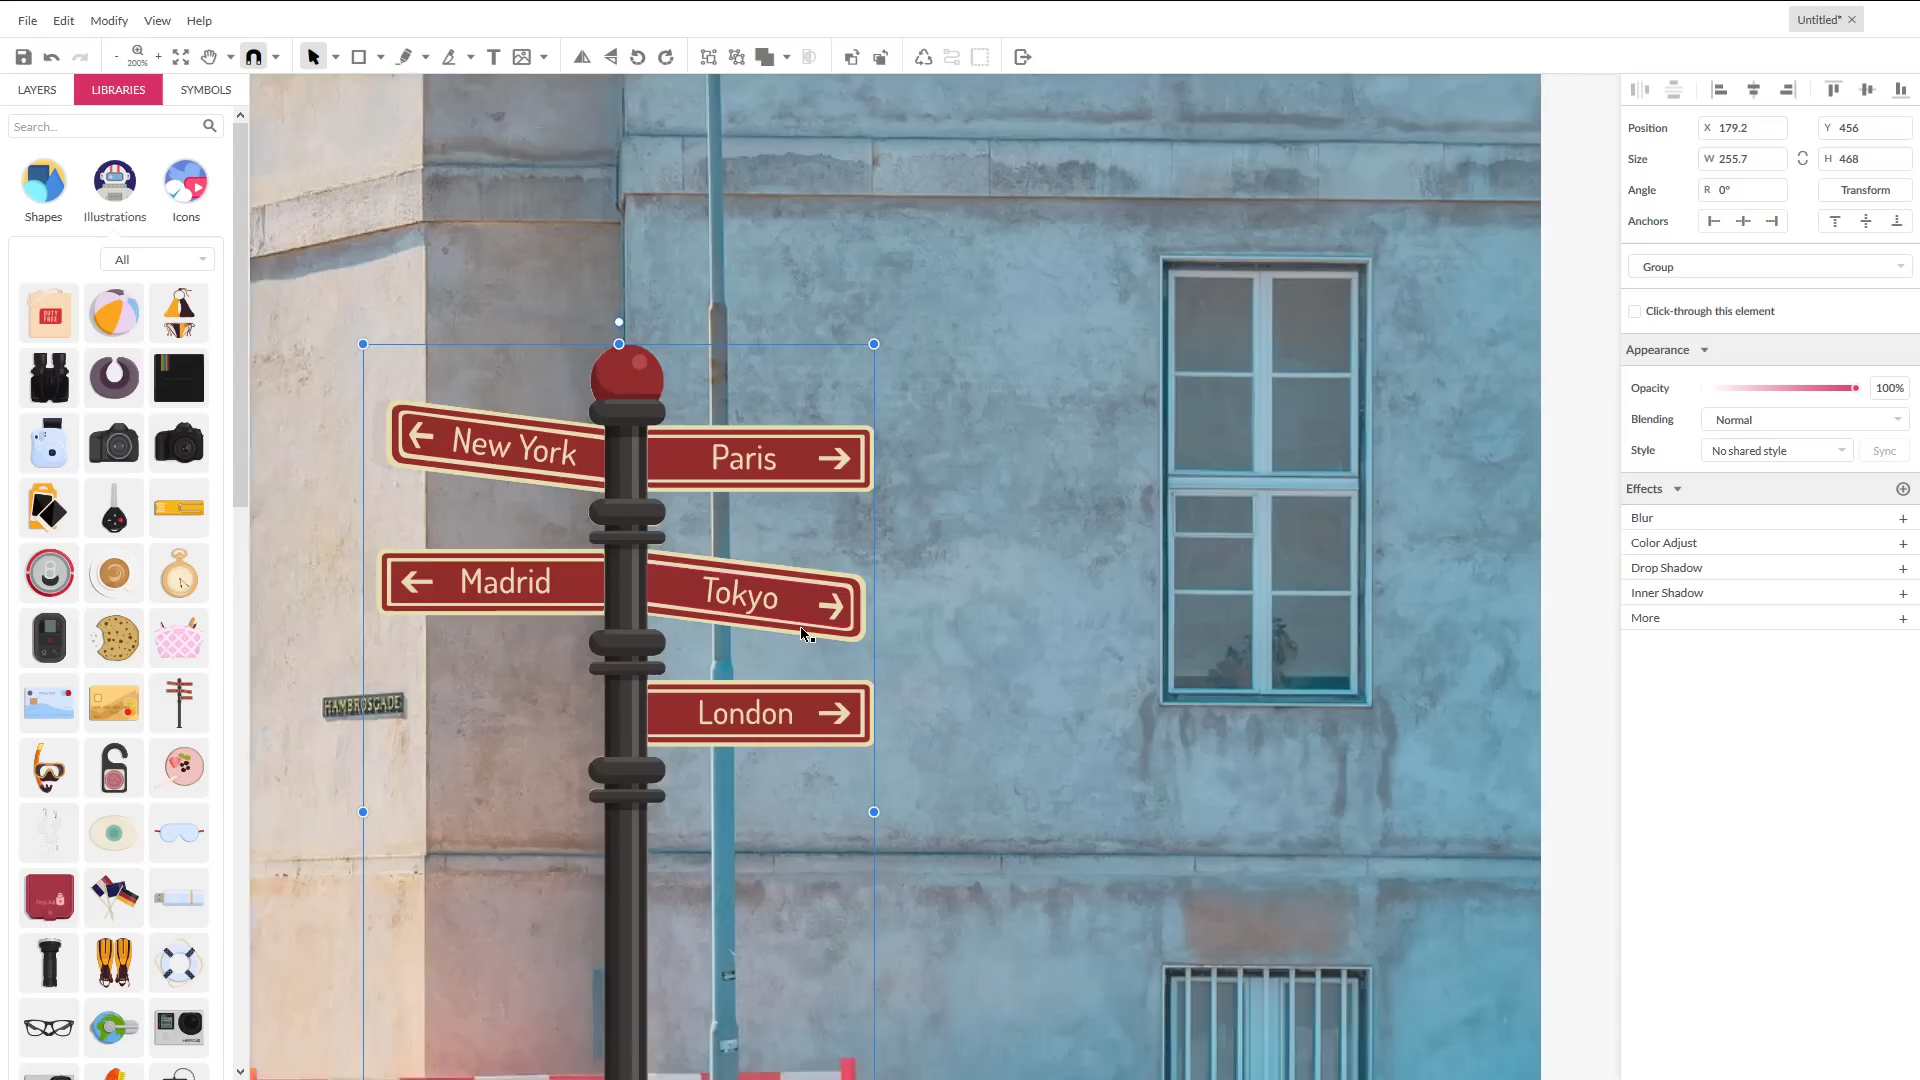 File Edit Modify View Help
Untitled*
- 200% +
LAYERS LIBRARIES SYMBOLS
Search...
Shapes Illustrations Icons
All
DUTY FREE
New York
Paris
Madrid
Tokyo
London
HAMBROSGADE
Position X 179.2 Y 456
Size W 255.7 H 468
Angle R 0° Transform
Anchors
Group
Click-through this element
Appearance
Opacity 100%
Blending Normal
Style No shared style Sync
Effects
Blur +
Color Adjust +
Drop Shadow +
Inner Shadow +
More +